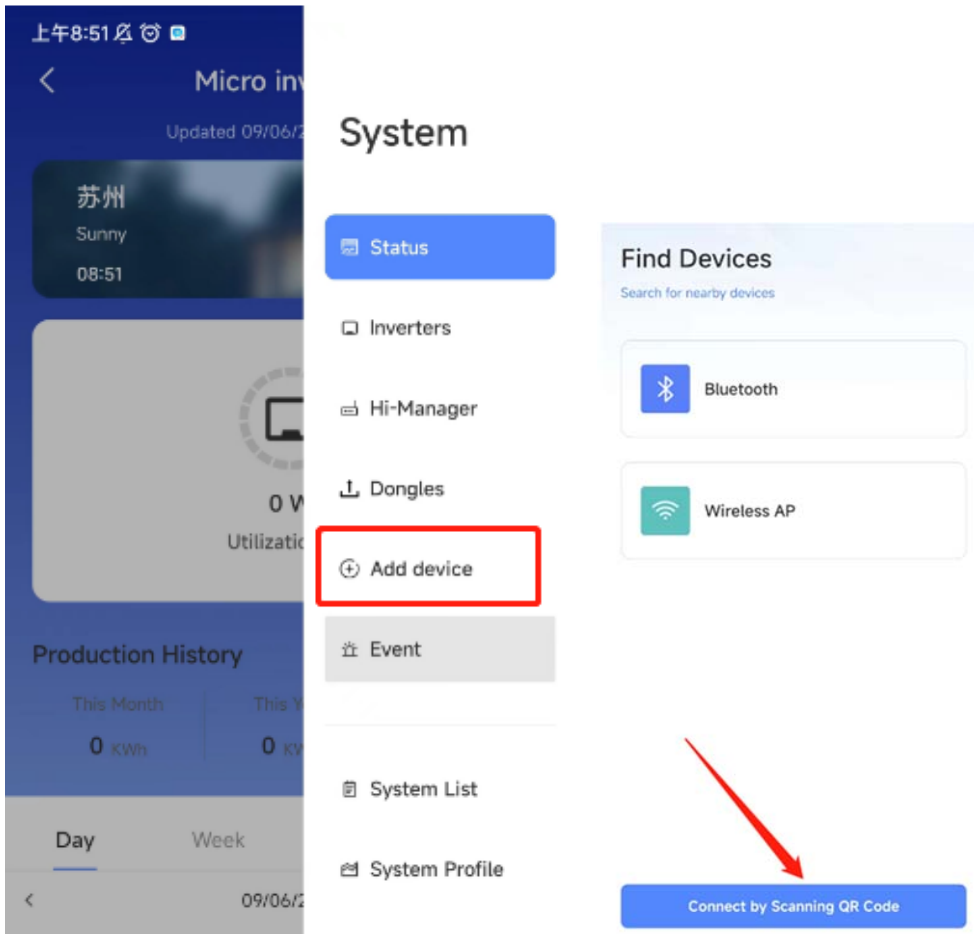 上午8:51
Micro inv
Updated 09/06/2
苏州
Sunny
08:51
0 W
Utilizatio
Production History
This Month
This Y
0 KWh
0 KW
Day
Week
09/06/2
System
Status
Inverters
Hi-Manager
Dongles
Add device
Event
System List
System Profile
Find Devices
Search for nearby devices
Bluetooth
Wireless AP
Connect by Scanning QR Code